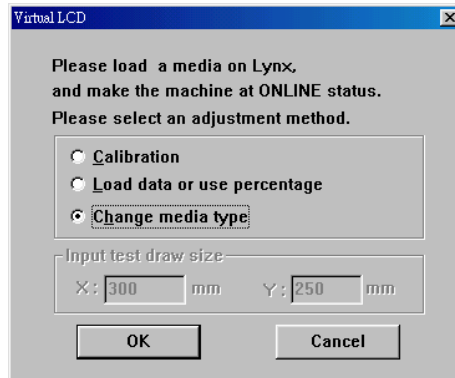 Virtual LCD
Please load a media on Lynx,
and make the machine at ONLINE status.
Please select an adjustment method.
Calibration
Load data or use percentage
Change media type
Input test draw size
X: 300 mm Y: 250 mm
OK Cancel